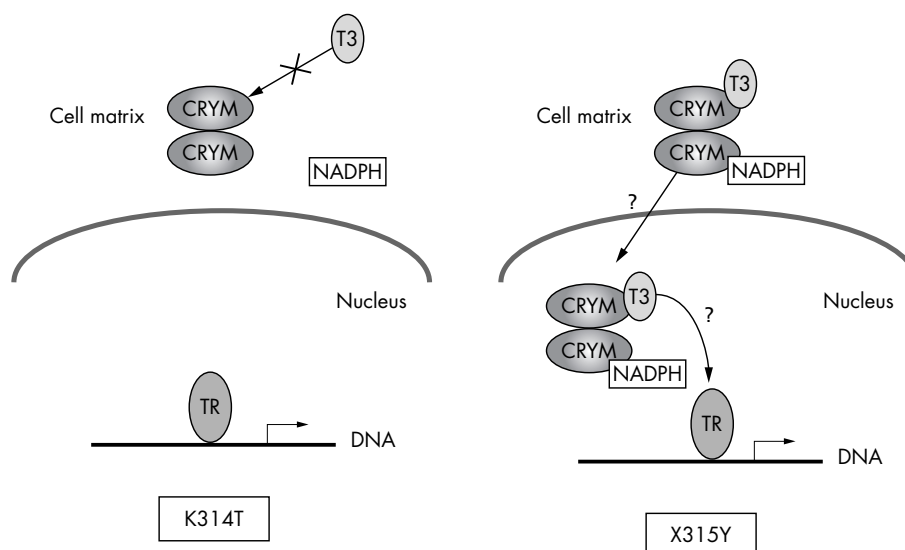 T3
CRYM
Cell matrix
CRYM
NADPH
Nucleus
TR
DNA
K314T
T3
CRYM
Cell matrix
CRYM
NADPH
?
T3
CRYM
Nucleus
?
CRYM
NADPH
TR
DNA
X315Y